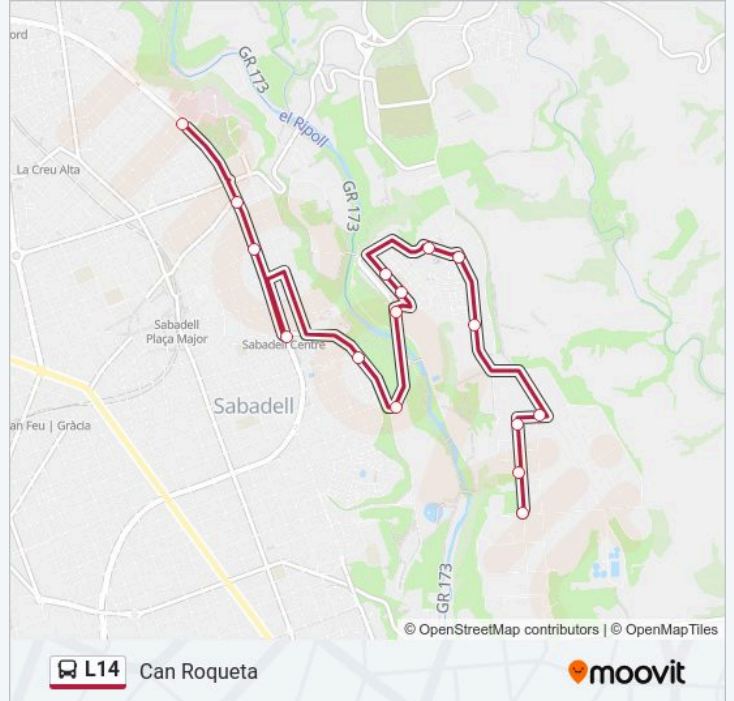 ord
GR 173
el Ripoll
La Creu Alta
GR 173
Sabadell
Plaça Major
Sabadell Centre
Sabadell
an Feu | Gràcia
GR 173
© OpenStreetMap contributors | © OpenMapTiles
L14 Can Roqueta
moovit